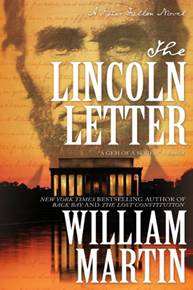 A Peter Fallon Novel
The
LINCOLN
LETTER
"A GEM OF A
NEW YORK TIMES BESTSELLING AUTHOR OF
BACK BAY AND THE LOST CONSTITUTION
WILLIAM
MARTIN